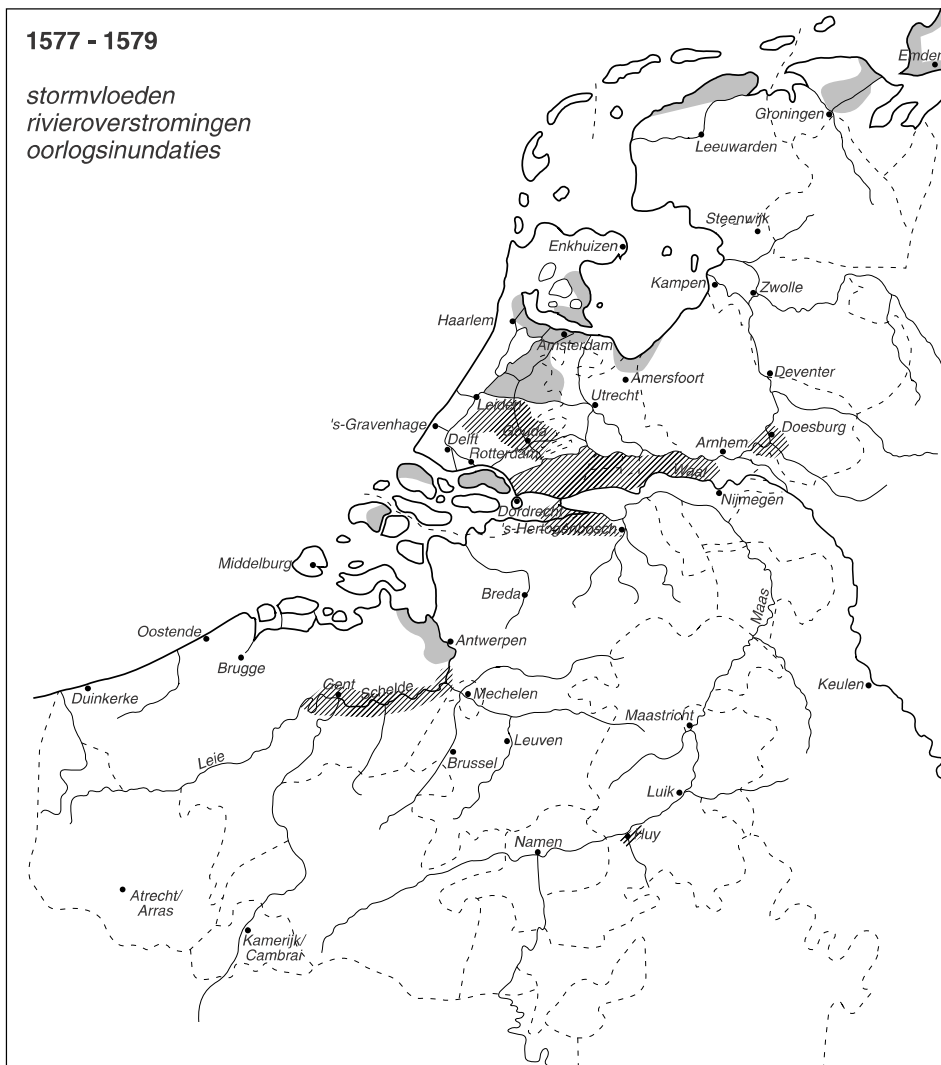 1577 - 1579
stormvloeden
rivieroverstromingen
oorlogsinundaties
Emden
Groningen
Leeuwarden
Steenwijk
Enkhuizen
Kampen
Zwolle
Haarlem
Amsterdam
Amersfoort
Deventer
Leiden
Utrecht
's-Gravenhage
Delft
Gouda
Doesburg
Arnhem
Rotterdam
Waal
Nijmegen
Dordrecht
's-Hertogenbosch
Middelburg
Breda
Maas
Oostende
Antwerpen
Brugge
Gent
Schelde
Mechelen
Duinkerke
Keulen
Maastricht
Leuven
Brussel
Leie
Luik
Huy
Namen
Atrecht/
Arras
Kamerijk/
Cambrai